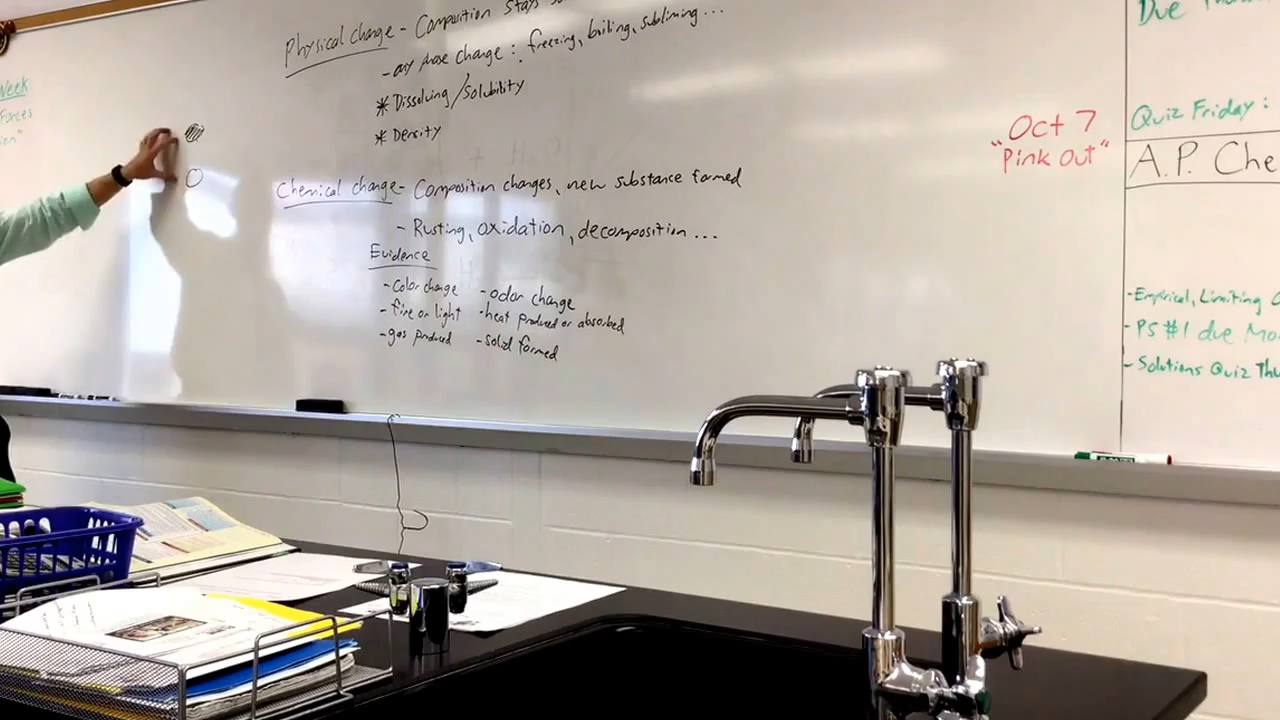 Week
Forces
Physical change - Composition stays
- any phase change : freezing, boiling, subliming ...
* Dissolving/Solubility
* Density
Chemical change - Composition changes, new substance formed
- Rusting, oxidation, decomposition ...
Evidence
- Color change - odor change
- fire or light - heat produced or absorbed
- gas produced - solid formed
Oct 7
"Pink Out"
Due
Quiz Friday:
A.P. Che
- Empirical, Limiting
- PS #1 due Mo
- Solutions Quiz Thu